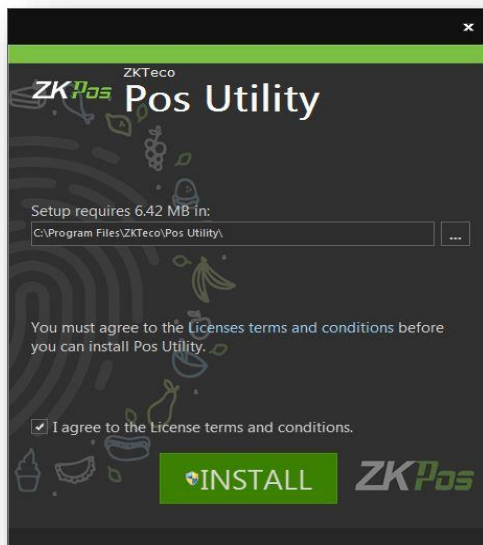 x
ZKPos
ZKTeco
Pos Utility
Setup requires 6.42 MB in:
C:\Program Files\ZKTeco\Pos Utility\
...
You must agree to the Licenses terms and conditions before
you can install Pos Utility.
I agree to the License terms and conditions.
INSTALL
ZKPos